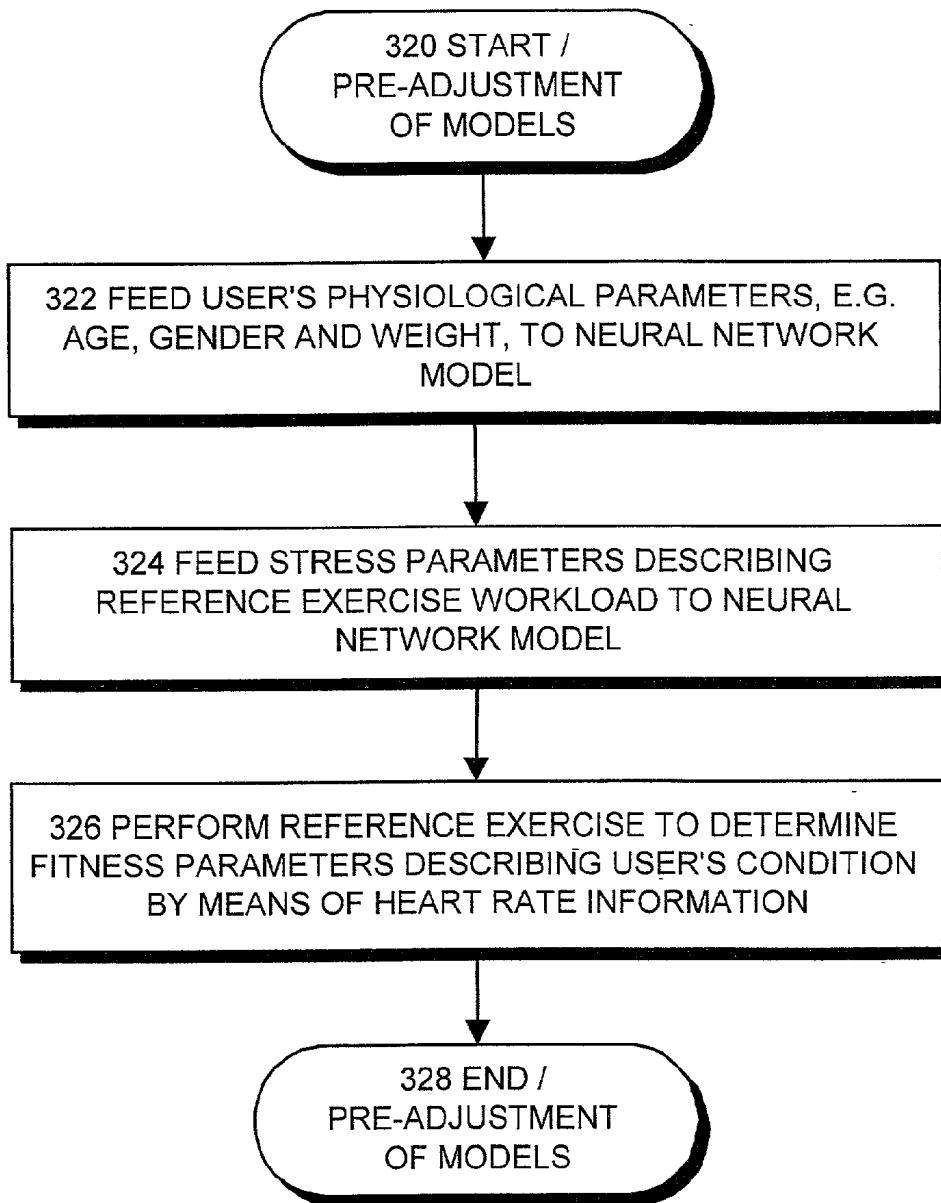 320 START /
PRE-ADJUSTMENT
OF MODELS
322 FEED USER'S PHYSIOLOGICAL PARAMETERS, E.G.
AGE, GENDER AND WEIGHT, TO NEURAL NETWORK
MODEL
324 FEED STRESS PARAMETERS DESCRIBING
REFERENCE EXERCISE WORKLOAD TO NEURAL
NETWORK MODEL
326 PERFORM REFERENCE EXERCISE TO DETERMINE
FITNESS PARAMETERS DESCRIBING USER'S CONDITION
BY MEANS OF HEART RATE INFORMATION
328 END /
PRE-ADJUSTMENT
OF MODELS